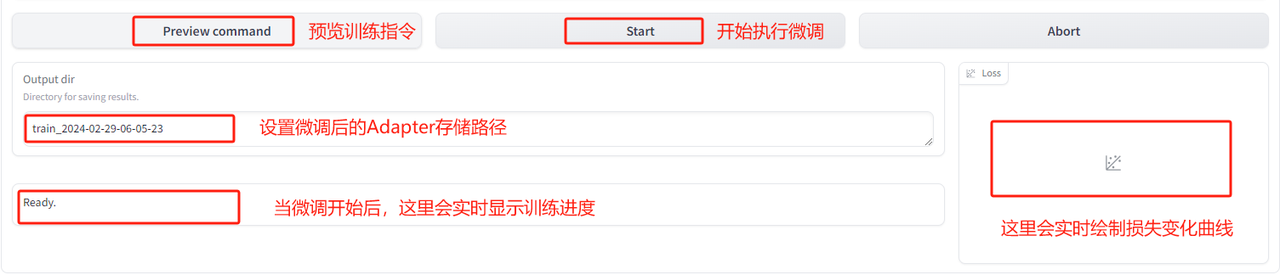 Preview command 预览训练指令 Start 开始执行微调 Abort
Output dir
Directory for saving results.
train_2024-02-29-06-05-23 设置微调后的Adapter存储路径
Loss
Ready. 当微调开始后，这里会实时显示训练进度
这里会实时绘制损失变化曲线